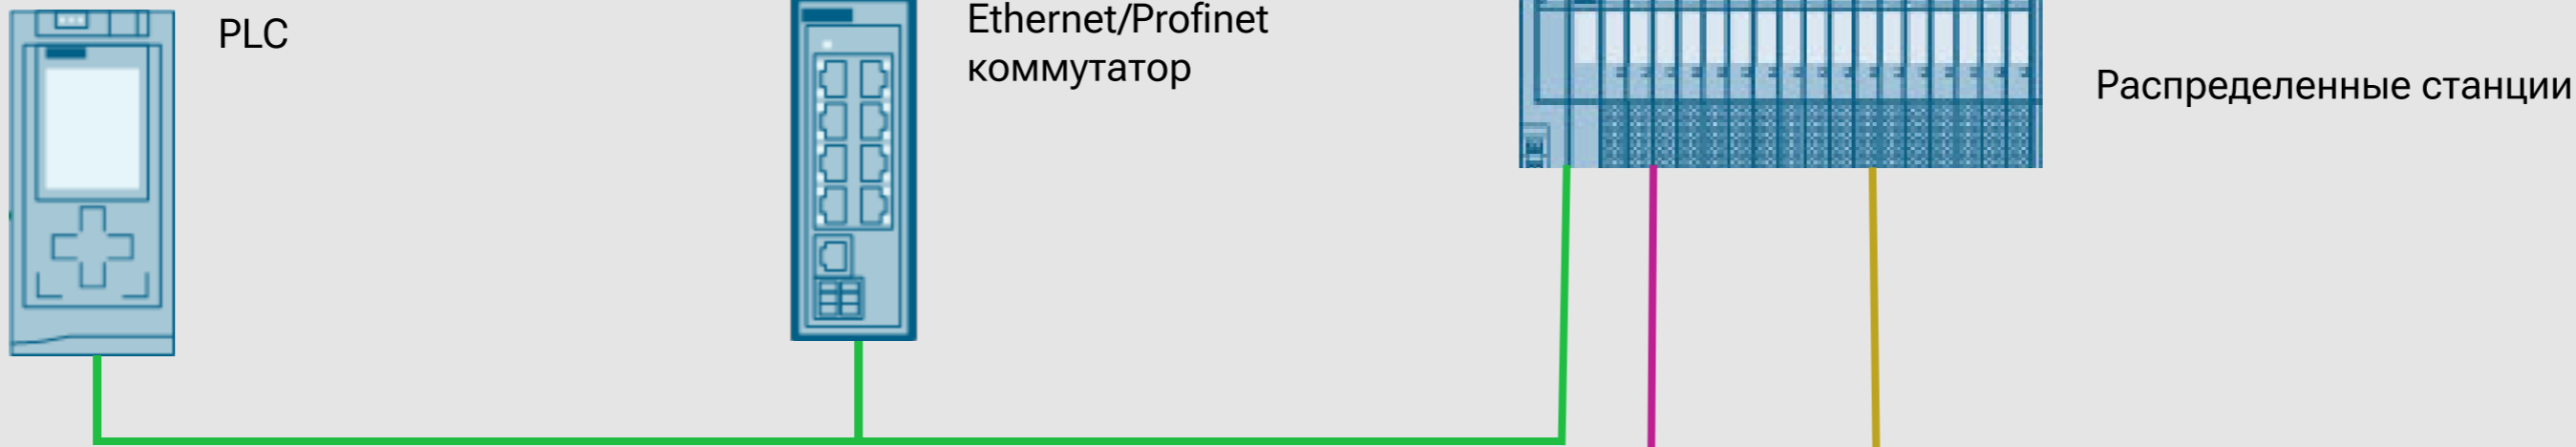 PLC
Ethernet/Profinet
коммутатор
Распределенные станции